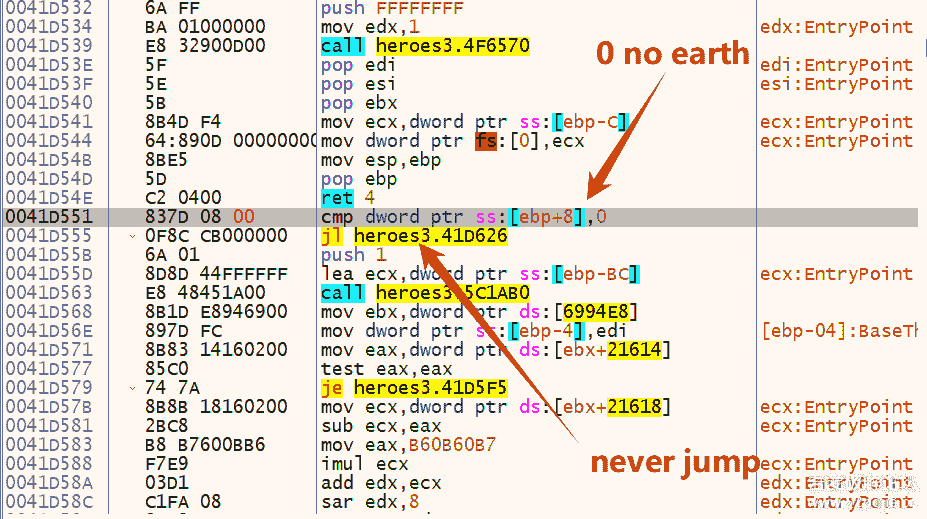 0041D532 6A FF push FFFFFFFF
0041D534 BA 01000000 mov edx,1 edx:EntryPoint
0041D539 E8 32900D00 call heroes3.4F6570
0041D53E 5F pop edi edi:EntryPoint
0 no earth
0041D53F 5E pop esi esi:EntryPoint
0041D540 5B pop ebx
0041D541 8B4D F4 mov ecx,dword ptr ss:[ebp-C] ecx:EntryPoint
0041D544 64:890D 00000000 mov dword ptr fs:[0],ecx ecx:EntryPoint
0041D54B 8BE5 mov esp,ebp
0041D54D 5D pop ebp
0041D54E C2 0400 ret 4
0041D551 837D 08 00 cmp dword ptr ss:[ebp+8],0
0041D555 0F8C CB000000 jl heroes3.41D626
0041D55B 6A 01 push 1
0041D55D 8D8D 44FFFFFF lea ecx,dword ptr ss:[ebp-BC] ecx:EntryPoint
0041D563 E8 48451A00 call heroes3.5C1AB0
0041D568 8B1D E8946900 mov ebx,dword ptr ds:[6994E8]
0041D56E 897D FC mov dword ptr ss:[ebp-4],edi [ebp-04]:BaseTh
0041D571 8B83 14160200 mov eax,dword ptr ds:[ebx+21614]
0041D577 85C0 test eax,eax
0041D579 74 7A je heroes3.41D5F5
0041D57B 8B8B 18160200 mov ecx,dword ptr ds:[ebx+21618] ecx:EntryPoint
0041D581 2BC8 sub ecx,eax ecx:EntryPoint
0041D583 B8 B7600BB6 mov eax,B60B60B7
never jump
0041D588 F7E9 imul ecx ecx:EntryPoint
0041D58A 03D1 add edx,ecx edx:EntryPoint
0041D58C C1FA 08 sar edx,8 edx:EntryPoint